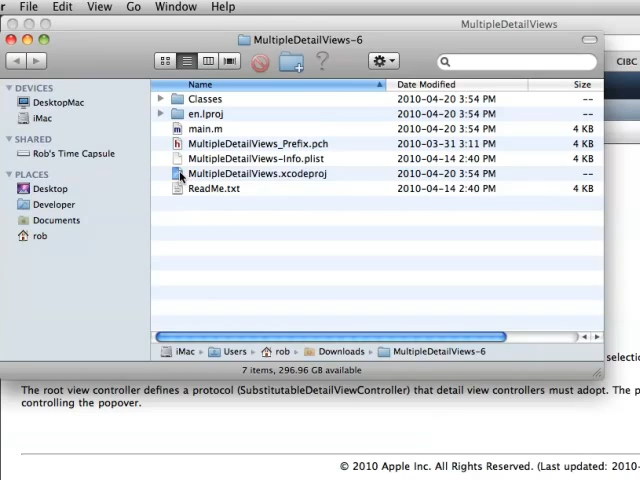 File Edit View Go Window Help
MultipleDetailViews
MultipleDetailViews-6
CIBC
Name Date Modified Size
DEVICES
DesktopMac
iMac
SHARED
Rob's Time Capsule
PLACES
Desktop
Developer
Documents
rob
Classes 2010-04-20 3:54 PM --
en.lproj 2010-04-20 3:54 PM --
main.m 2010-04-20 3:54 PM 4 KB
MultipleDetailViews_Prefix.pch 2010-03-31 3:11 PM 4 KB
MultipleDetailViews-Info.plist 2010-04-14 2:40 PM 4 KB
MultipleDetailViews.xcodeproj 2010-04-20 3:54 PM --
ReadMe.txt 2010-04-14 2:40 PM 4 KB
iMac Users rob Downloads MultipleDetailViews-6
7 items, 296.96 GB available
selectio
The root view controller defines a protocol (SubstitutableDetailViewController) that detail view controllers must adopt. The p
controlling the popover.
© 2010 Apple Inc. All Rights Reserved. (Last updated: 2010-